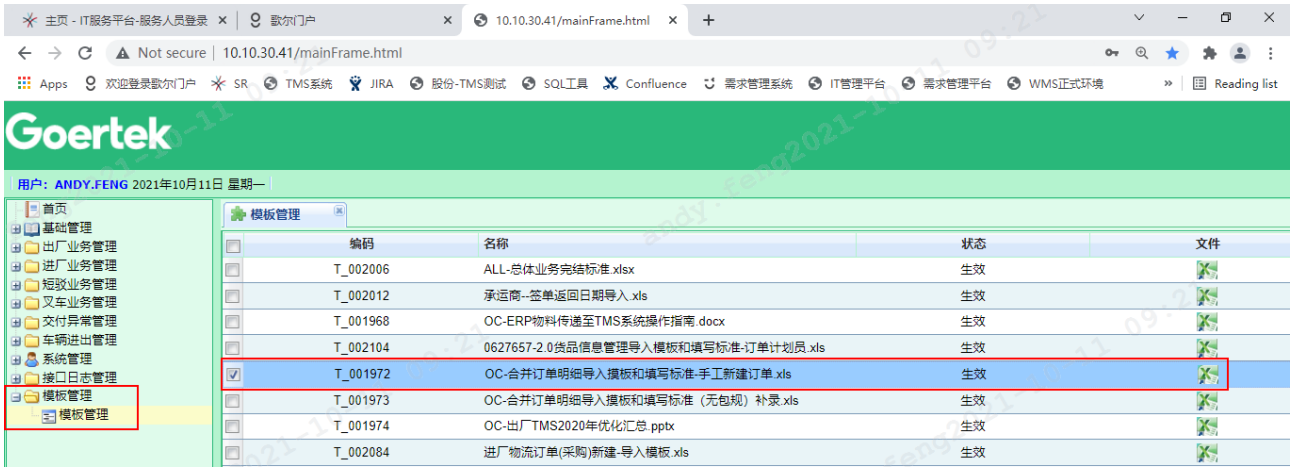 主页 - IT服务平台-服务人员登录 歌尔门户 10.10.30.41/mainFrame.html
Not secure 10.10.30.41/mainFrame.html
Apps 欢迎登录歌尔门户 SR TMS系统 JIRA 股份-TMS测试 SQL工具 Confluence 需求管理系统 IT管理平台 需求管理平台 WMS正式环境 » Reading list
Goertek
用户：ANDY.FENG 2021年10月11日 星期一
首页
基础管理
出厂业务管理
进厂业务管理
短驳业务管理
叉车业务管理
交付异常管理
车辆进出管理
系统管理
接口日志管理
模板管理
模板管理
模板管理
编码 名称 状态 文件
T_002006 ALL-总体业务完结标准.xlsx 生效
T_002012 承运商--签单返回日期导入.xls 生效
T_001968 OC-ERP物料传递至TMS系统操作指南.docx 生效
T_002104 0627657-2.0货品信息管理导入模板和填写标准-订单计划员.xls 生效
T_001972 OC-合并订单明细导入摸板和填写标准-手工新建订单.xls 生效
T_001973 OC-合并订单明细导入摸板和填写标准（无包规）补录.xls 生效
T_001974 OC-出厂TMS2020年优化汇总.pptx 生效
T_002084 进厂物流订单(采购)新建-导入模板.xls 生效
andy.feng2021-10-11 09:21